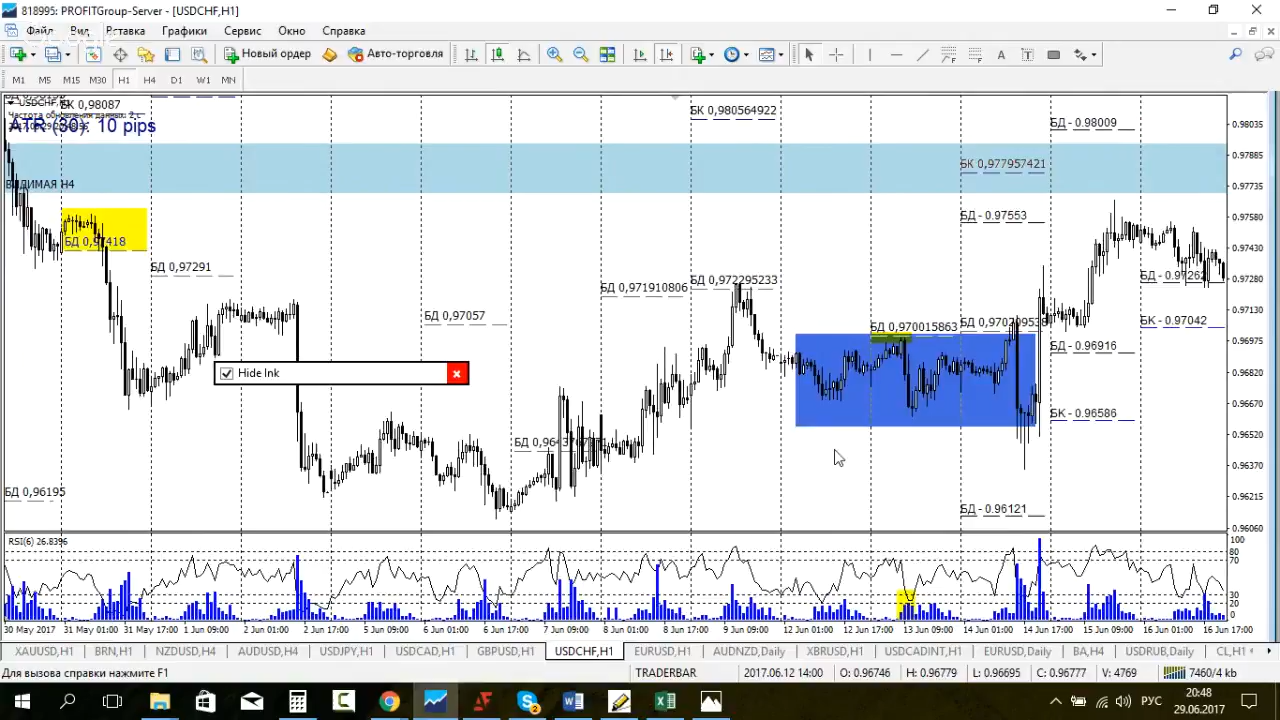 818995: PROFITGroup-Server - [USDCHF,H1]
Файл Вид Вставка Графики Сервис Окно Справка
Новый ордер Авто-торговля
M1 M5 M15 M30 H1 H4 D1 W1 MN
USDCHF,
БК 0,98087
Частота обновления данных: 2
ATR (30): 10 pips
БК 0,980564922
БД - 0.98009
0.98035
0.97885
БК 0,977957421
ВИДИМАЯ H4
0.97735
БД - 0.97553
0.97580
БД 0,97418
0.97430
БД 0,97291
БД 0,972295233
БД - 0.97262
0.97280
БД 0,971910806
БД 0,97057
0.97130
БД 0,970015863
БД 0,970209538
БК - 0.97042
0.96975
БД - 0.96916
0.96820
Hide Ink
0.96670
БК - 0.96586
0.96520
0.96370
БД 0.96195
БД - 0.96121
0.96215
0.96060
RSI(6) 26.8396
100
80
70
30
20
0
30 May 2017 31 May 01:00 31 May 17:00 1 Jun 09:00 2 Jun 01:00 2 Jun 17:00 5 Jun 09:00 6 Jun 01:00 6 Jun 17:00 7 Jun 09:00 8 Jun 01:00 8 Jun 17:00 9 Jun 09:00 12 Jun 01:00 12 Jun 17:00 13 Jun 09:00 14 Jun 01:00 14 Jun 17:00 15 Jun 09:00 16 Jun 01:00 16 Jun 17:00
XAUUSD,H1 BRN,H1 NZDUSD,H4 AUDUSD,H4 USDJPY,H1 USDCAD,H1 GBPUSD,H1 USDCHF,H1 EURUSD,H1 AUDNZD,Daily XBRUSD,H1 USDCADINT,H1 EURUSD,Daily BA,H4 USDRUB,Daily CL,H1
Для вызова справки нажмите F1 TRADERBAR 2017.06.12 14:00 O: 0.96746 H: 0.96779 L: 0.96695 C: 0.96777 V: 4769 7460/4 kb
РУС
20:48
29.06.2017